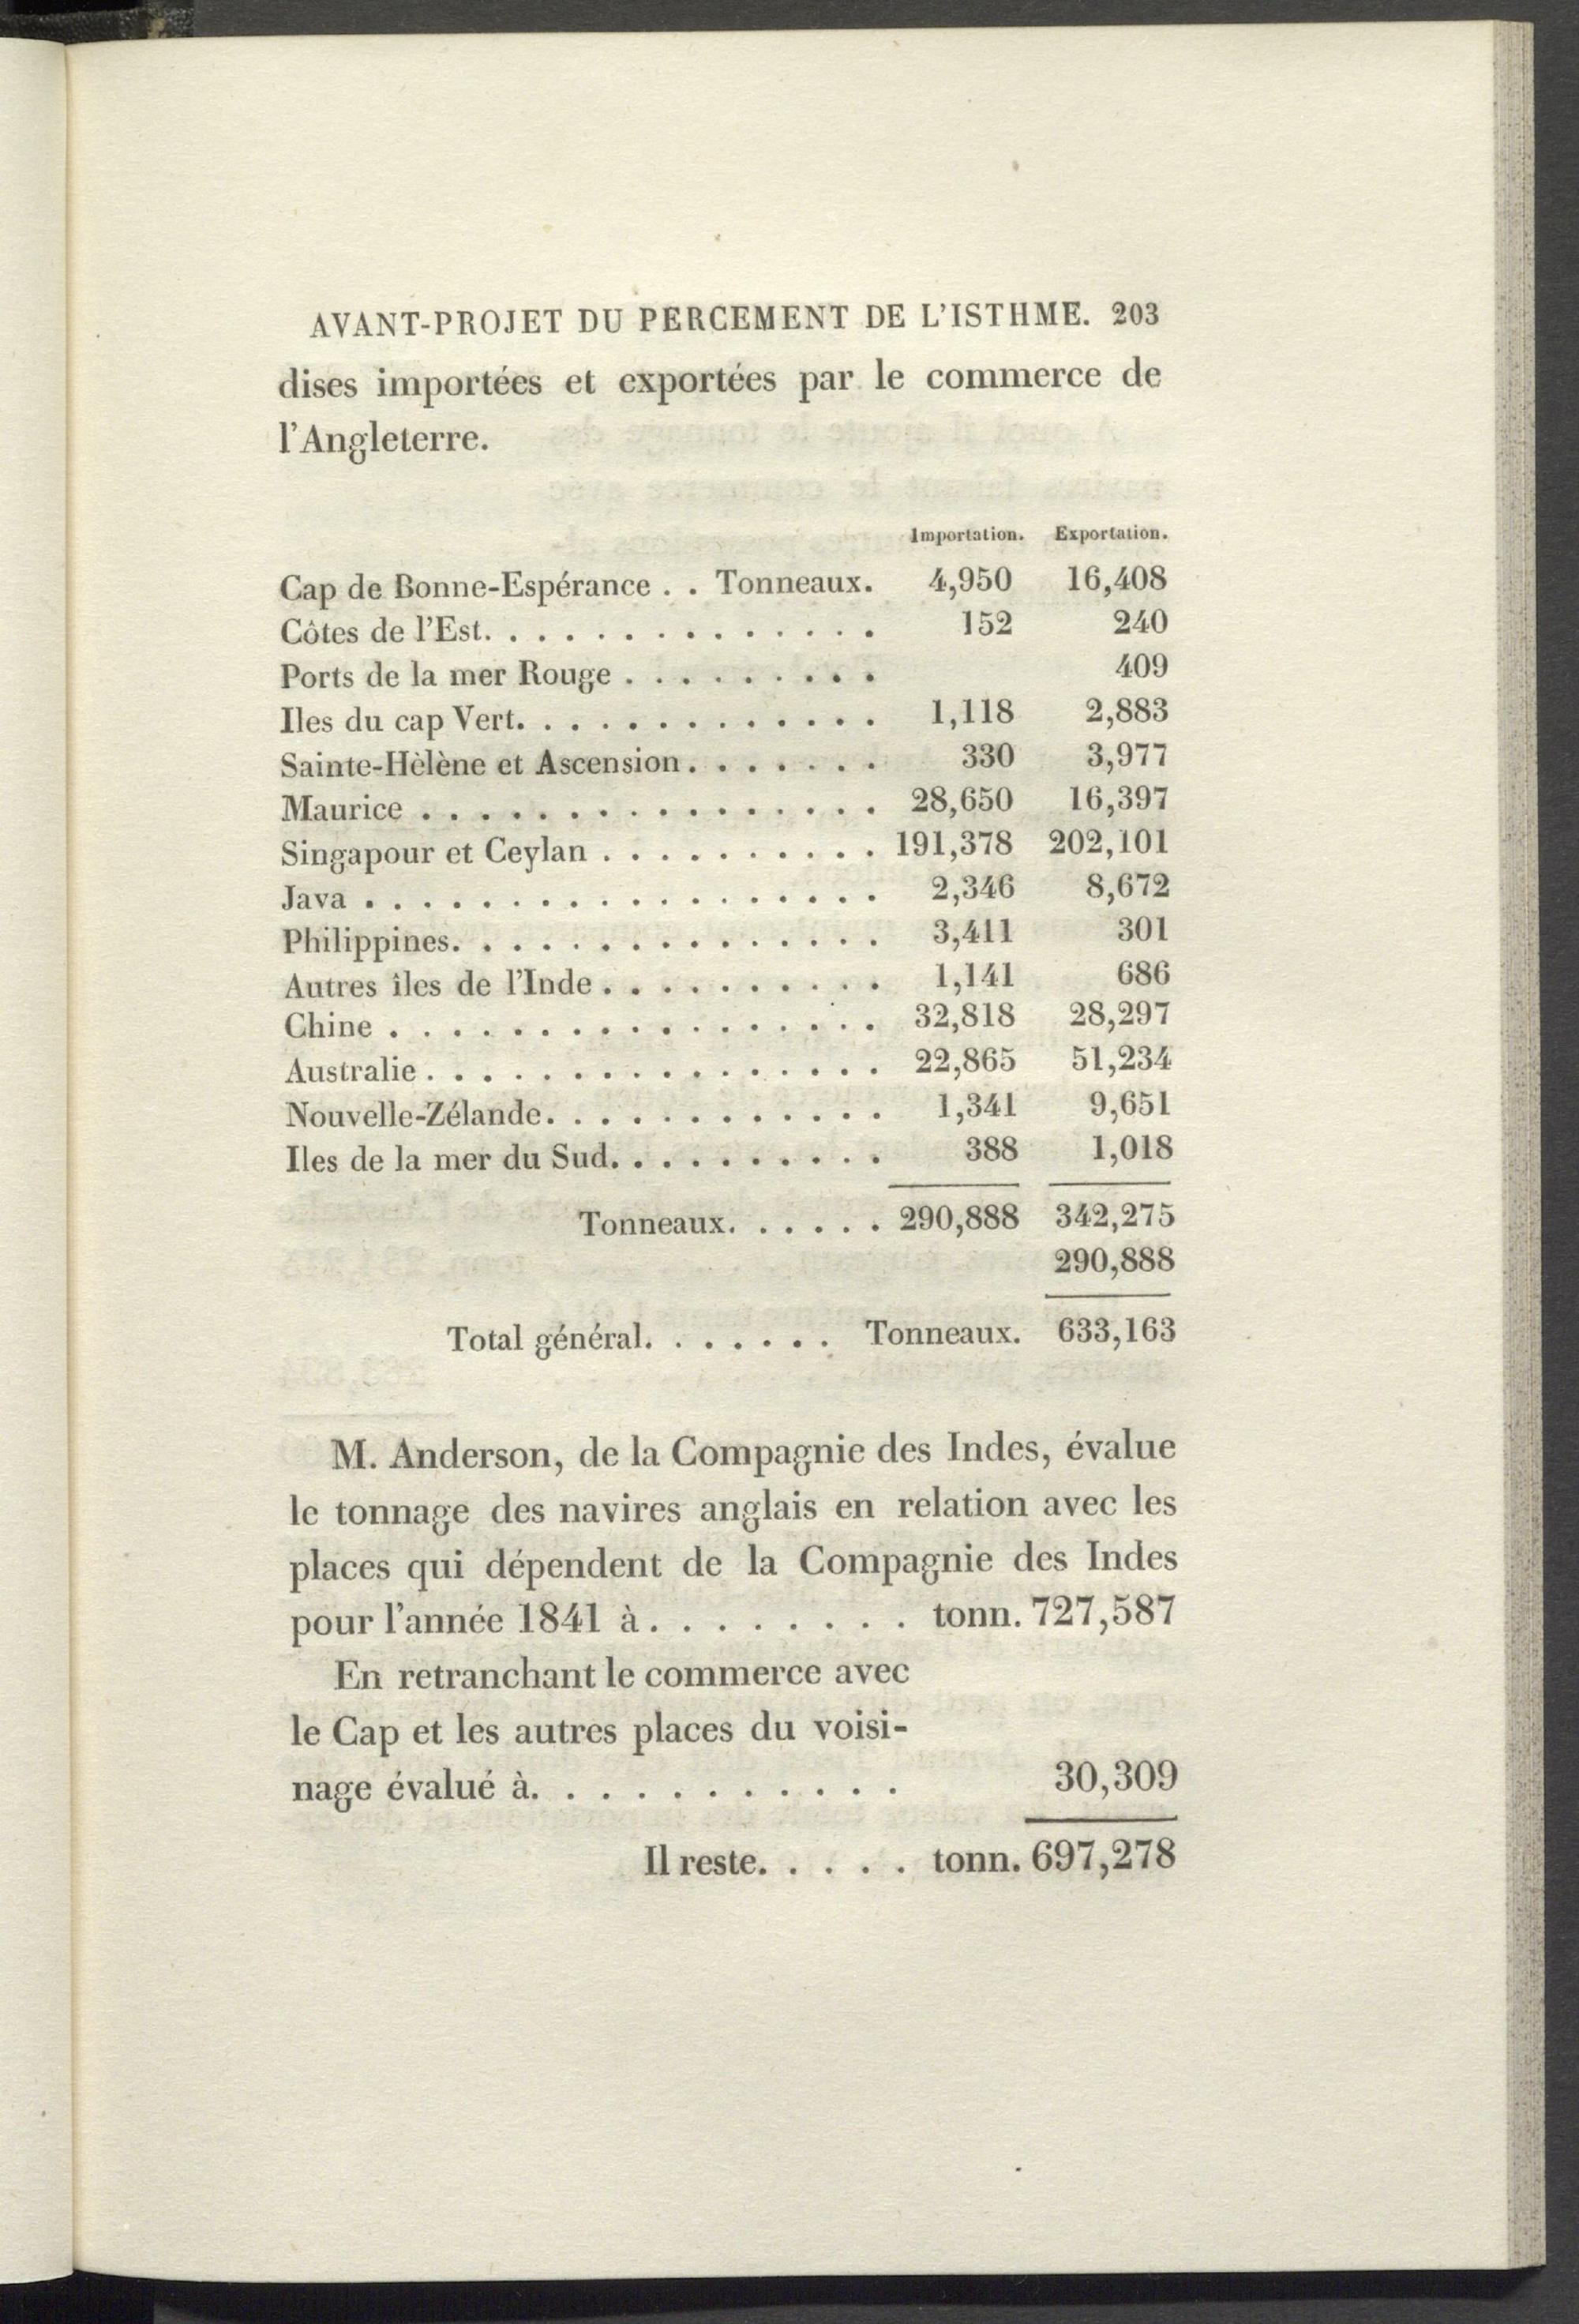 AVANT-PROJET DU PERCEMENT DE L'ISTHME. 203
dises importées et exportées par le commerce de
l'Angleterre.
Importation. Exportation.
Cap de Bonne-Espérance . . Tonneaux. 4,950 16,408
Côtes de l'Est. . . . . . . . . . . . . . 152 240
Ports de la mer Rouge . . . . . . . . . 409
Iles du cap Vert. . . . . . . . . . . . . 1,118 2,883
Sainte-Hèlène et Ascension. . . . . . . 330 3,977
Maurice . . . . . . . . . . . . . . . . 28,650 16,397
Singapour et Ceylan . . . . . . . . . . 191,378 202,101
Java . . . . . . . . . . . . . . . . . . 2,346 8,672
Philippines. . . . . . . . . . . . . . . 3,411 301
Autres îles de l'Inde . . . . . . . . . . 1,141 686
Chine . . . . . . . . . . . . . . . . . 32,818 28,297
Australie . . . . . . . . . . . . . . . . 22,865 51,234
Nouvelle-Zélande. . . . . . . . . . . . 1,341 9,651
Iles de la mer du Sud. . . . . . . . . . 388 1,018
Tonneaux. . . . . . 290,888 342,275
290,888
Total général. . . . . . . Tonneaux. 633,163
M. Anderson, de la Compagnie des Indes, évalue
le tonnage des navires anglais en relation avec les
places qui dépendent de la Compagnie des Indes
pour l'année 1841 à. . . . . . . . tonn. 727,587
En retranchant le commerce avec
le Cap et les autres places du voisi-
nage évalué à. . . . . . . . . . . 30,309
Il reste. . . . . tonn. 697,278